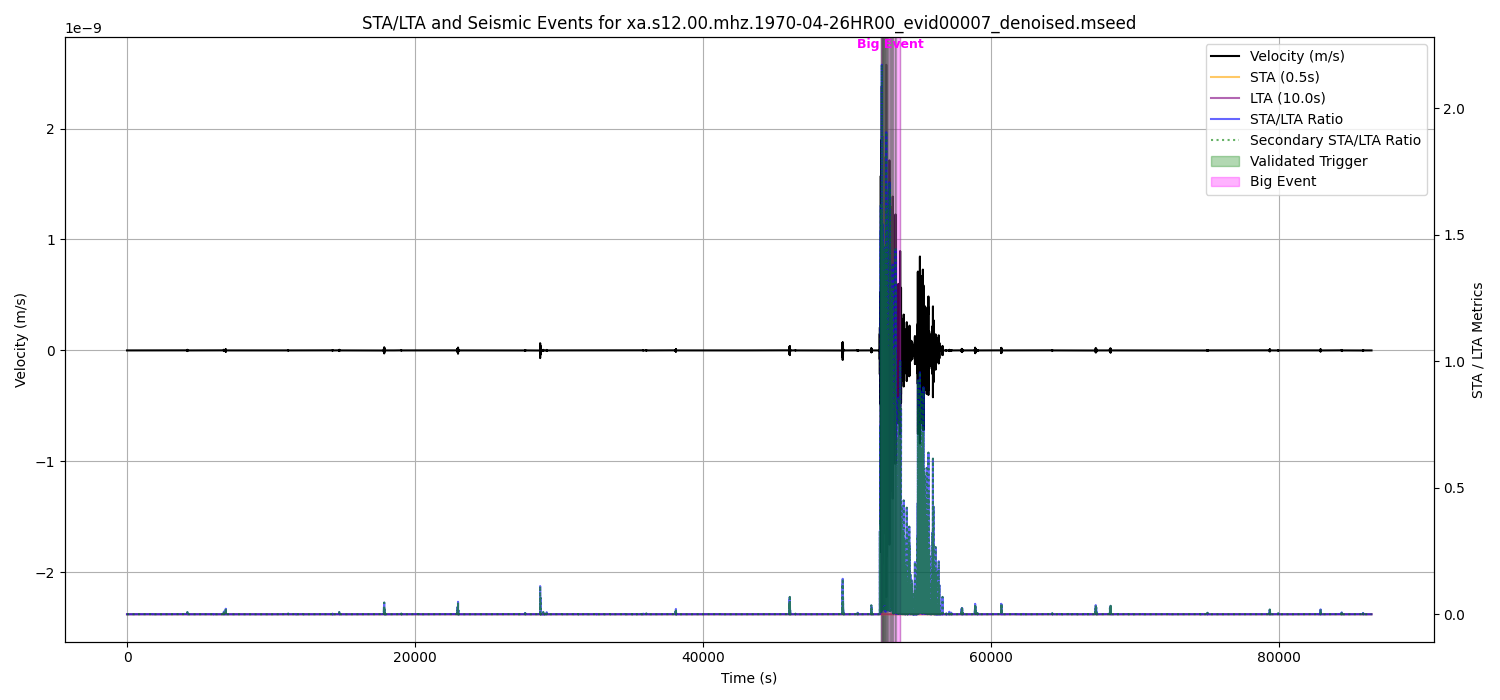 STA/LTA and Seismic Events for xa.s12.00.mhz.1970-04-26HR00_evid00007_denoised.mseed
1e−9
Big Event
Velocity (m/s)
STA (0.5s)
LTA (10.0s)
STA/LTA Ratio
Secondary STA/LTA Ratio
Validated Trigger
Big Event
2
1
0
−1
−2
Velocity (m/s)
2.0
1.5
1.0
0.5
0.0
STA / LTA Metrics
0 20000 40000 60000 80000
Time (s)